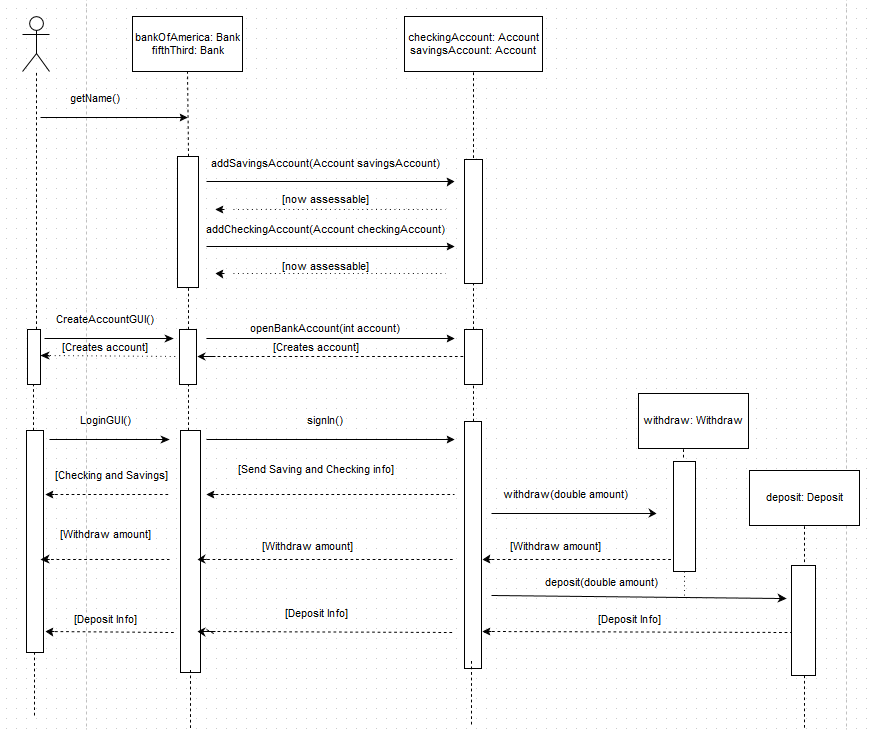 bankOfAmerica: Bank
fifthThird: Bank
checkingAccount: Account
savingsAccount: Account
getName()
addSavingsAccount(Account savingsAccount)
[now assessable]
addCheckingAccount(Account checkingAccount)
[now assessable]
CreateAccountGUI()
openBankAccount(int account)
[Creates account]
[Creates account]
LoginGUI()
signIn()
withdraw: Withdraw
[Checking and Savings]
[Send Saving and Checking info]
withdraw(double amount)
deposit: Deposit
[Withdraw amount]
[Withdraw amount]
[Withdraw amount]
deposit(double amount)
[Deposit Info]
[Deposit Info]
[Deposit Info]